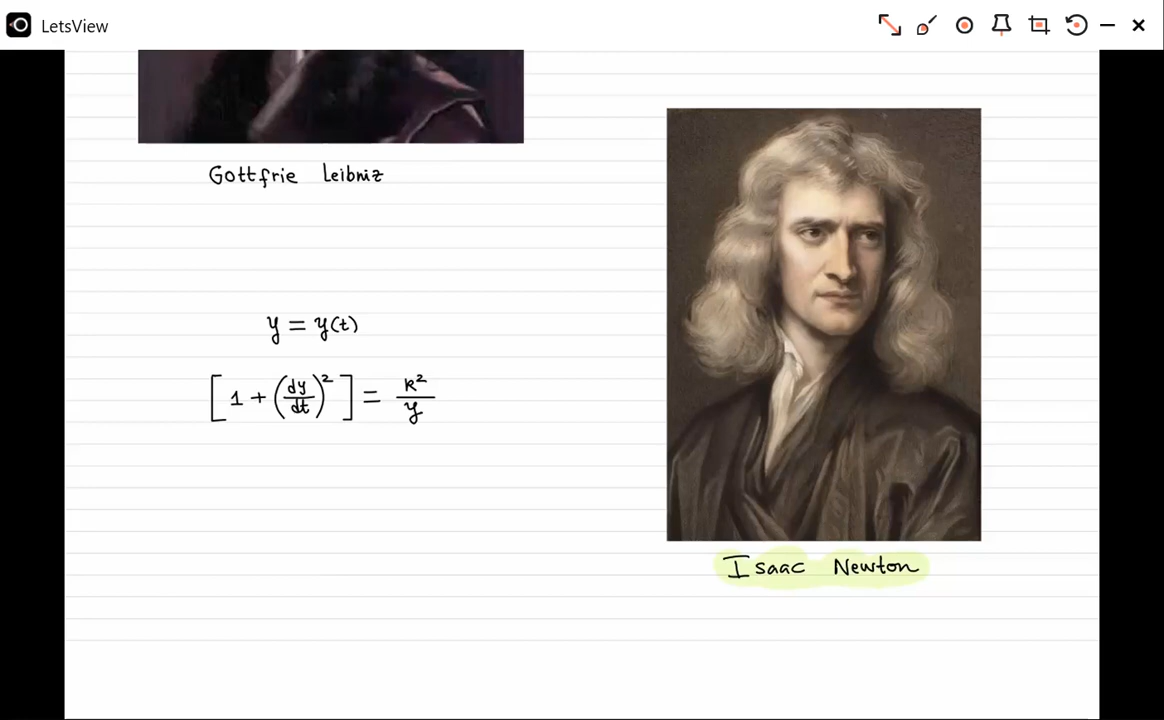 LetsView
Gottfrie Leibniz
y = y(t)
[1 + (dy/dt)²] = k²/y
Isaac Newton